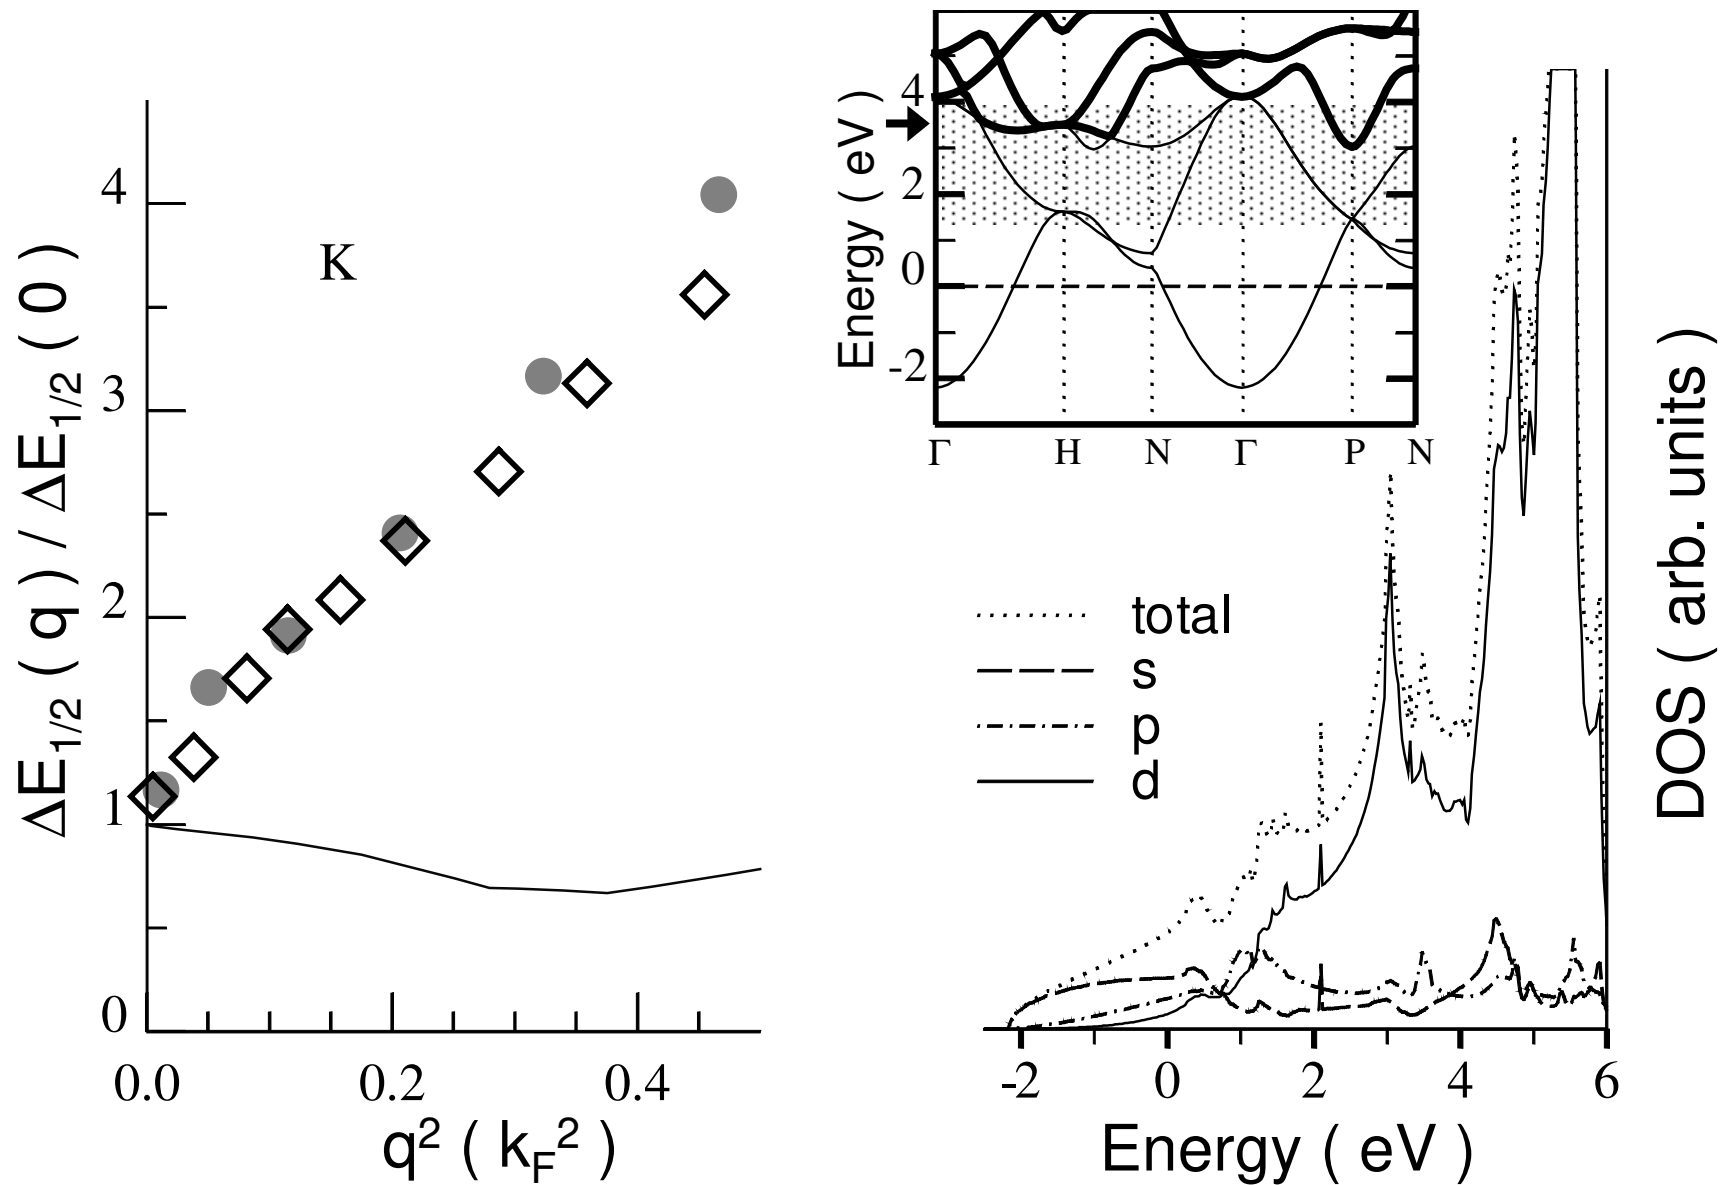 K
4
3
2
1
0
0.0 0.2 0.4
q² ( k_F² )
ΔE₁/₂ ( q ) / ΔE₁/₂ ( 0 )
Energy ( eV )
4
2
0
-2
Γ H N Γ P N
total
s
p
d
-2 0 2 4 6
Energy ( eV )
DOS ( arb. units )